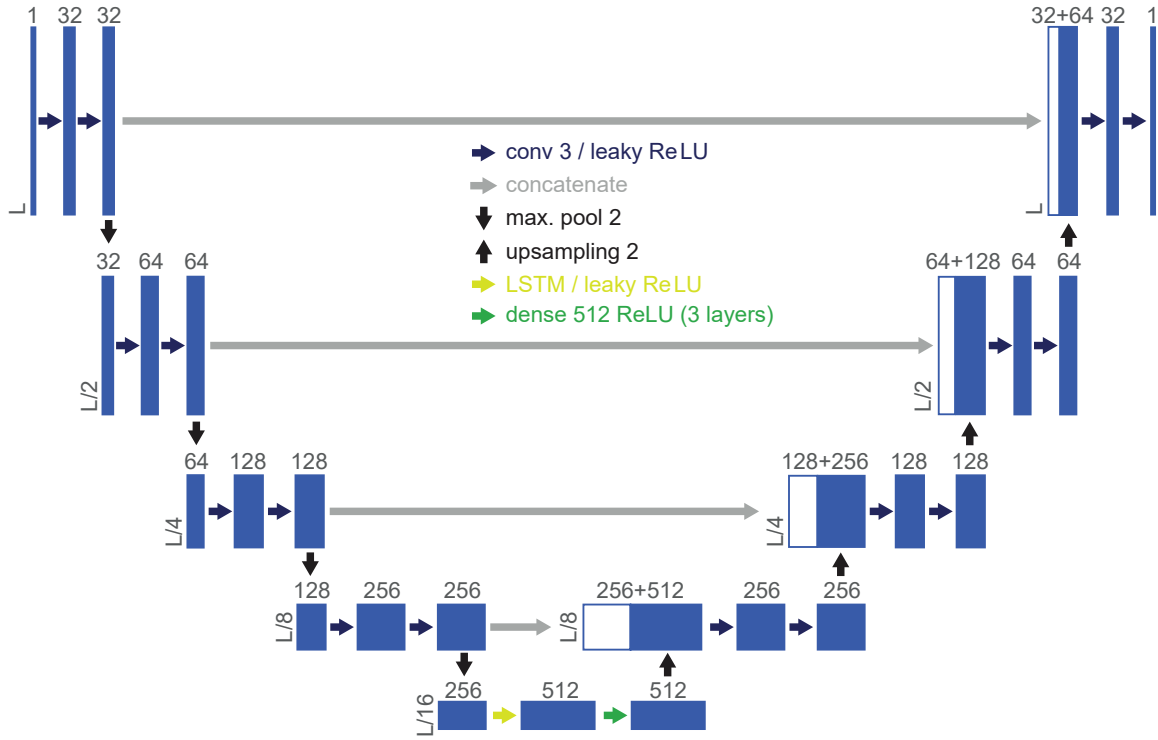 1 32 32
32+64 32 1
L
L
conv 3 / leaky ReLU
concatenate
max. pool 2
upsampling 2
LSTM / leaky ReLU
dense 512 ReLU (3 layers)
32 64 64
64+128 64 64
L/2
L/2
64 128 128
128+256 128 128
L/4
L/4
128 256 256
256+512 256 256
L/8
L/8
256 512 512
L/16